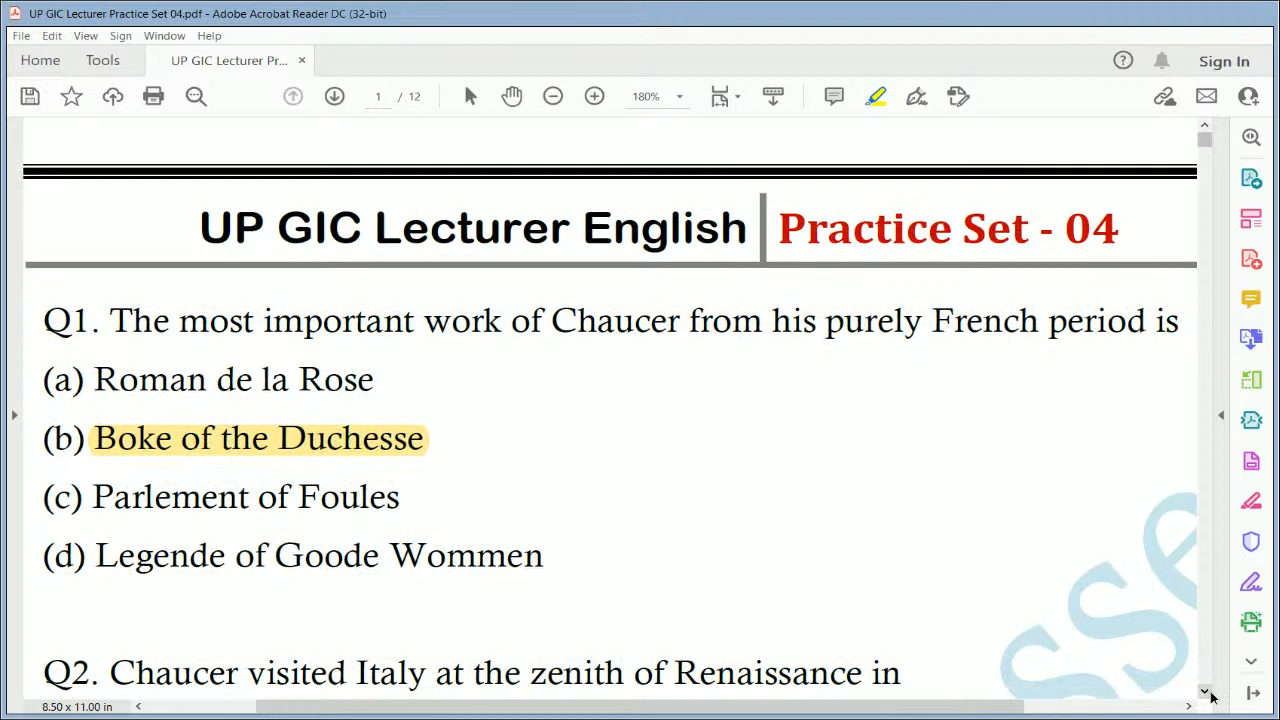 UP GIC Lecturer Practice Set 04.pdf - Adobe Acrobat Reader DC (32-bit)
File Edit View Sign Window Help
Home Tools UP GIC Lecturer Pr... × Sign In
1 / 12 180%
UP GIC Lecturer English Practice Set - 04
Q1. The most important work of Chaucer from his purely French period is
(a) Roman de la Rose
(b) Boke of the Duchesse
(c) Parlement of Foules
(d) Legende of Goode Wommen
Q2. Chaucer visited Italy at the zenith of Renaissance in
8.50 x 11.00 in